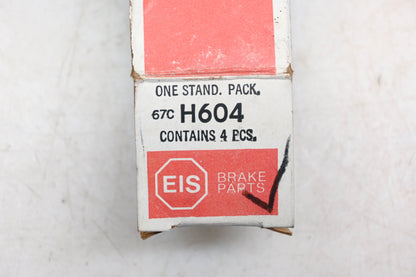 ONE STAND. PACK.
67C H604
CONTAINS 4 PCS.
EIS BRAKE
PARTS